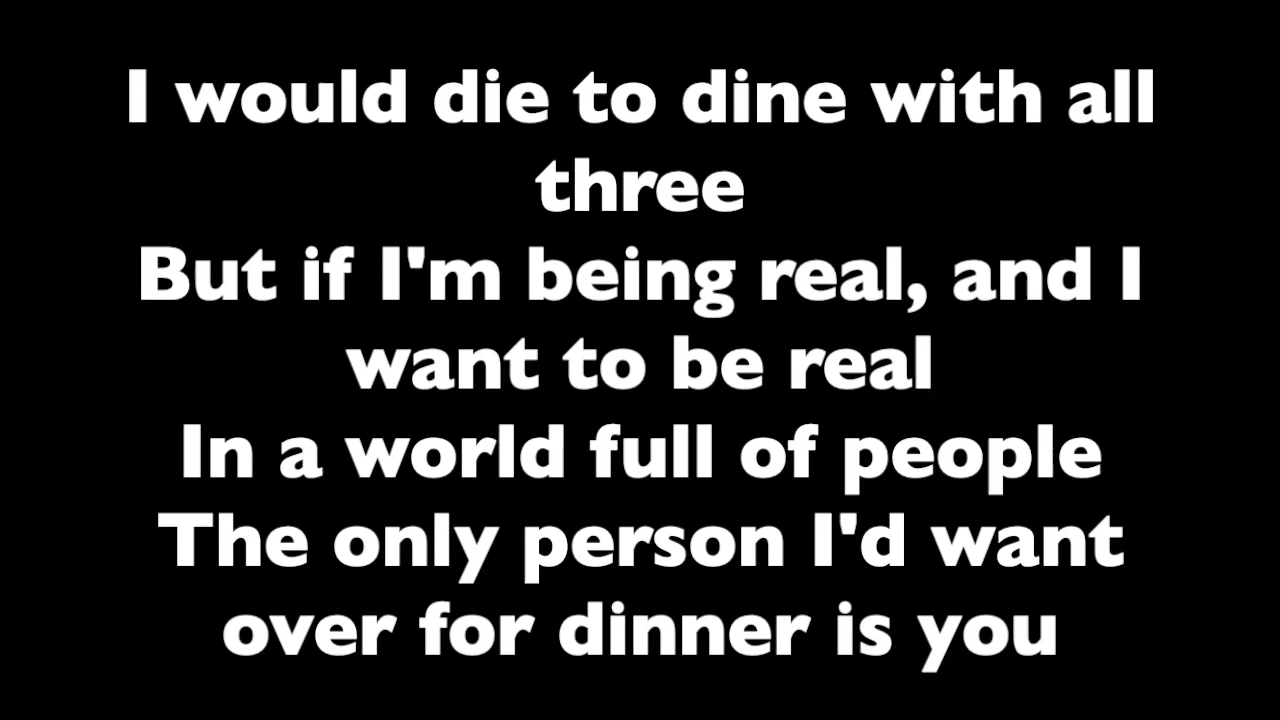 I would die to dine with all
three
But if I'm being real, and I
want to be real
In a world full of people
The only person I'd want
over for dinner is you